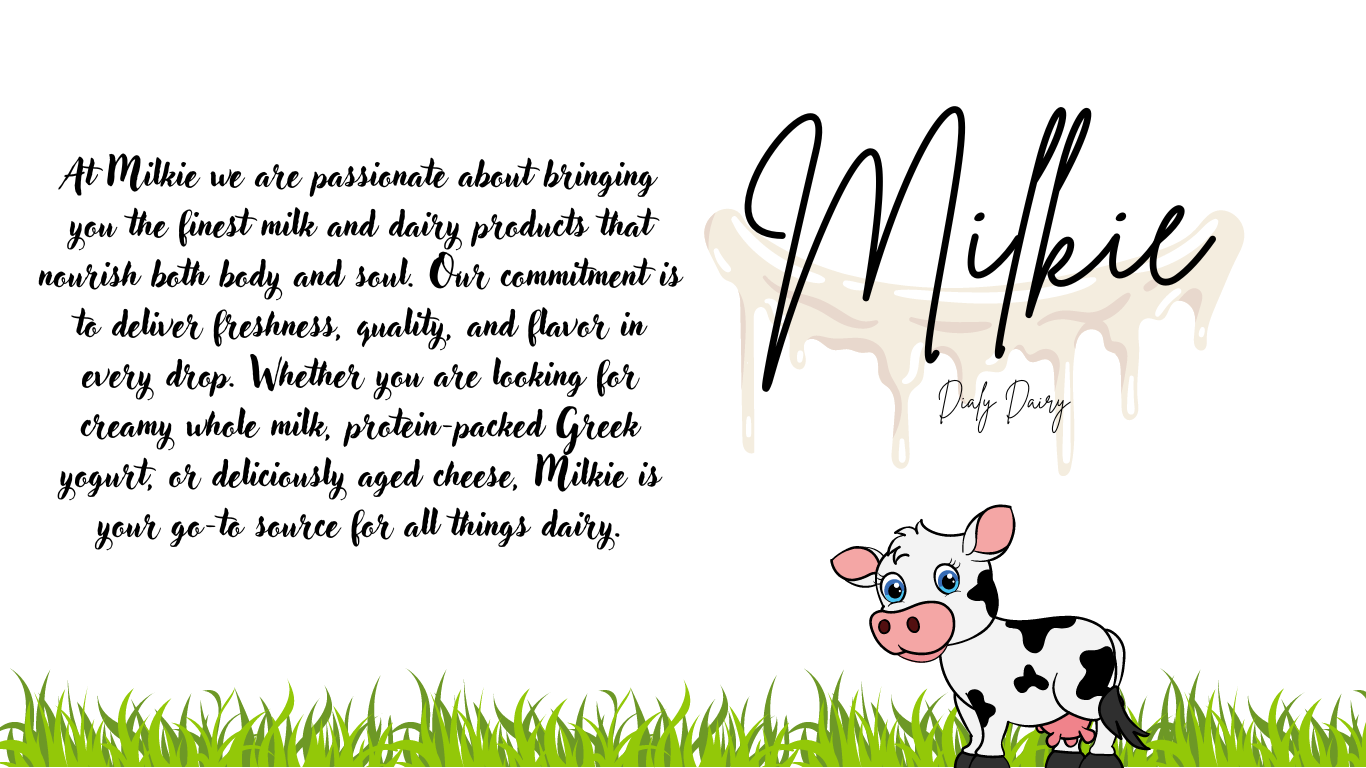 At Milkie we are passionate about bringing
you the finest milk and dairy products that
nourish both body and soul. Our commitment is
to deliver freshness, quality, and flavor in
every drop. Whether you are looking for
creamy whole milk, protein-packed Greek
yogurt, or deliciously aged cheese, Milkie is
your go-to source for all things dairy.
Milkie
Dialy Dairy